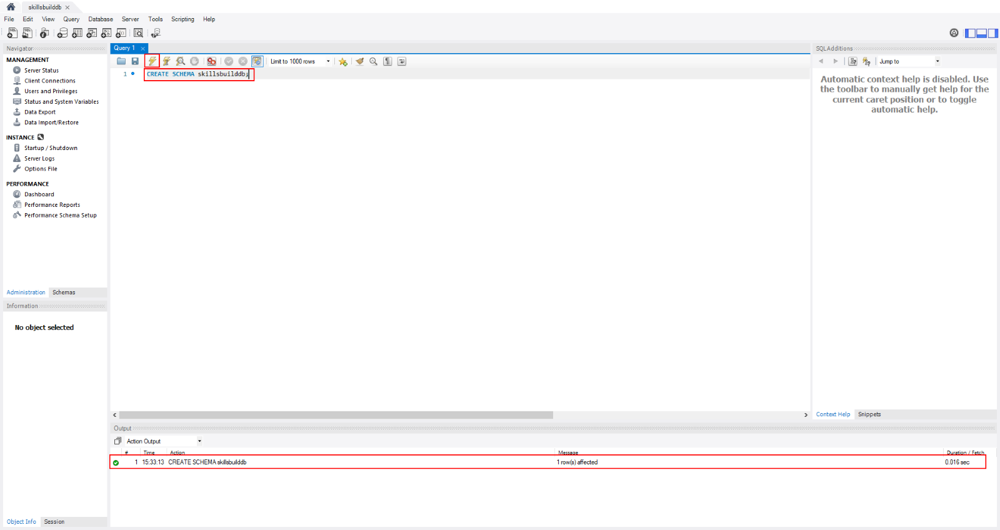 skillsbuilddb
File Edit View Query Database Server Tools Scripting Help
Navigator
MANAGEMENT
Server Status
Client Connections
Users and Privileges
Status and System Variables
Data Export
Data Import/Restore
INSTANCE
Startup / Shutdown
Server Logs
Options File
PERFORMANCE
Dashboard
Performance Reports
Performance Schema Setup
Administration Schemas
Information
No object selected
Object Info Session
Query 1
Limit to 1000 rows
1 CREATE SCHEMA skillsbuilddb;
SQLAdditions
Jump to
Automatic context help is disabled. Use
the toolbar to manually get help for the
current caret position or to toggle
automatic help.
Context Help Snippets
Output
Action Output
# Time Action Message Duration / Fetch
1 15:33:13 CREATE SCHEMA skillsbuilddb 1 row(s) affected 0.016 sec